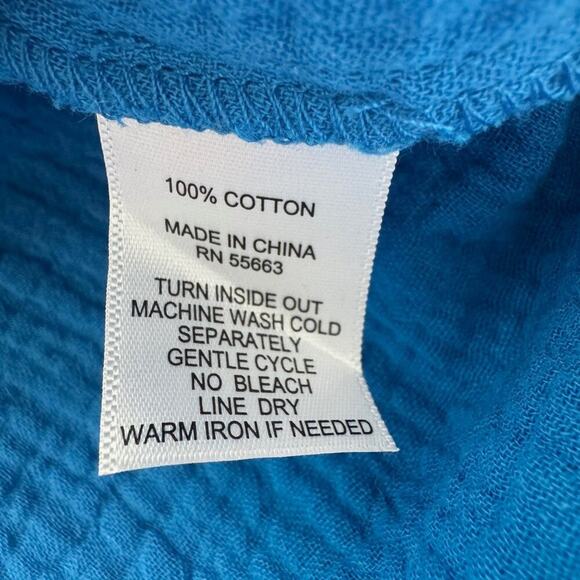 100% COTTON
MADE IN CHINA
RN 55663
TURN INSIDE OUT
MACHINE WASH COLD
SEPARATELY
GENTLE CYCLE
NO BLEACH
LINE DRY
WARM IRON IF NEEDED